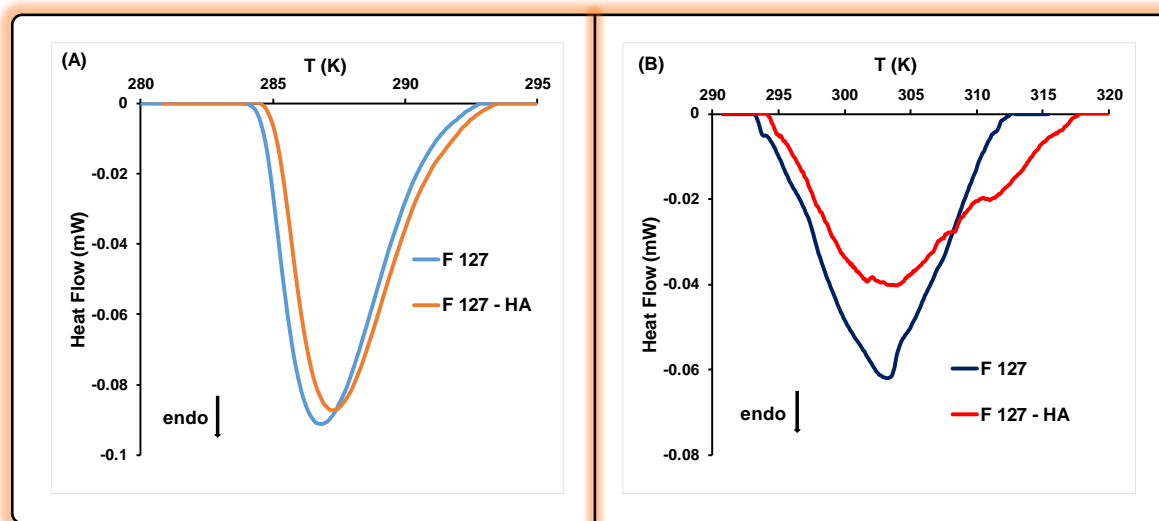 (A)
T (K)
280 285 290 295
0
-0.02
-0.04
-0.06
-0.08
-0.1
Heat Flow (mW)
F 127
F 127 - HA
endo
(B)
T (K)
290 295 300 305 310 315 320
0
-0.02
-0.04
-0.06
-0.08
Heat Flow (mW)
F 127
F 127 - HA
endo